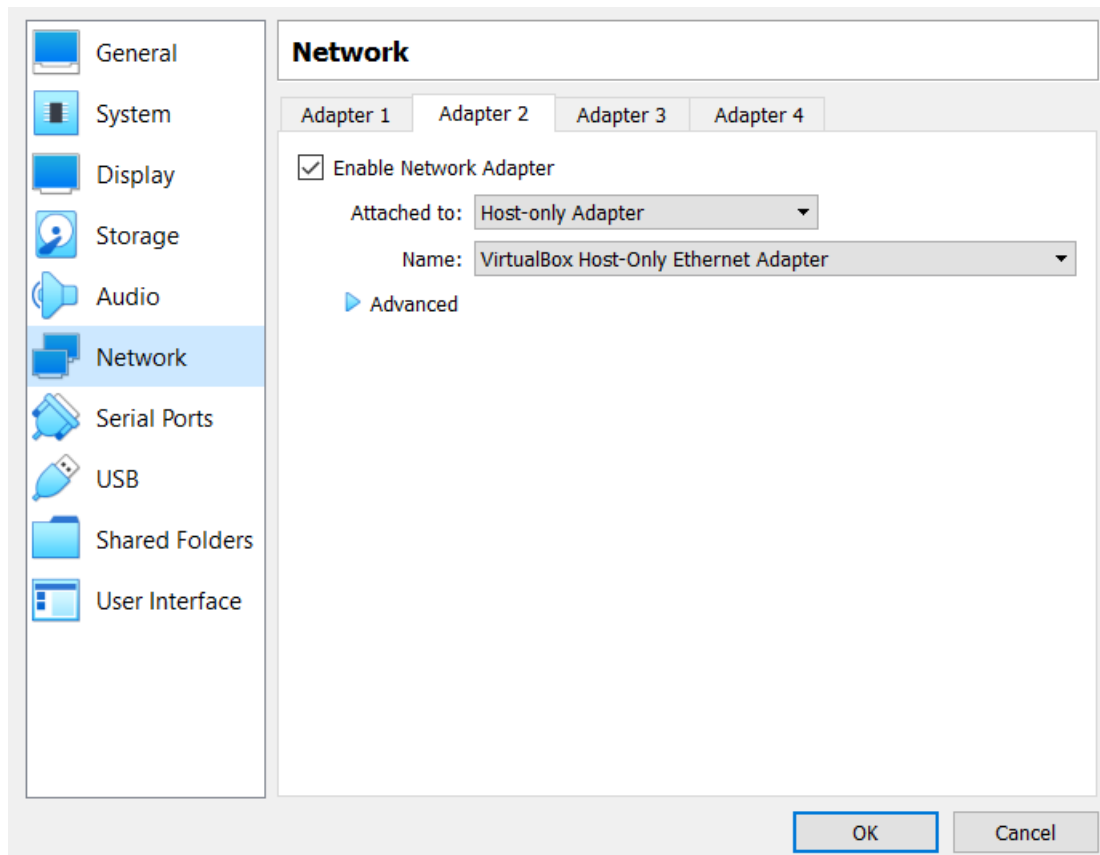 General
System
Display
Storage
Audio
Network
Serial Ports
USB
Shared Folders
User Interface
Network
Adapter 1 Adapter 2 Adapter 3 Adapter 4
Enable Network Adapter
Attached to: Host-only Adapter
Name: VirtualBox Host-Only Ethernet Adapter
Advanced
OK Cancel